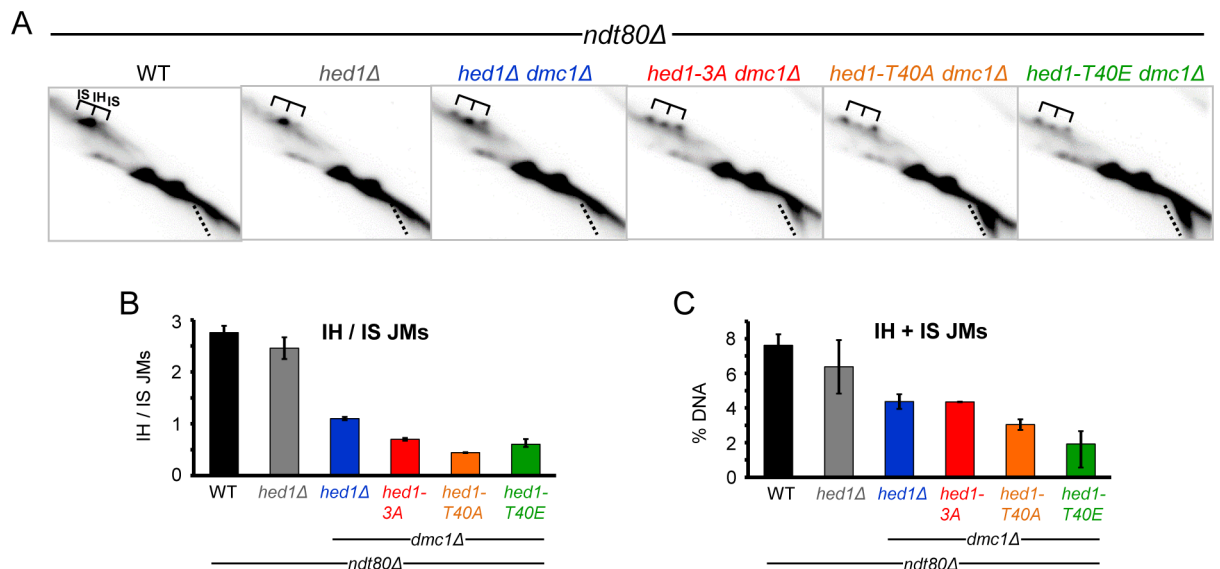 A
ndt80Δ
WT hed1Δ hed1Δ dmc1Δ hed1-3A dmc1Δ hed1-T40A dmc1Δ hed1-T40E dmc1Δ
IS IH IS
B
IH / IS JMs
IH / IS JMs
3
2
1
0
WT hed1Δ hed1Δ hed1-3A hed1-T40A hed1-T40E
dmc1Δ
ndt80Δ
C
IH + IS JMs
% DNA
8
6
4
2
0
WT hed1Δ hed1Δ hed1-3A hed1-T40A hed1-T40E
dmc1Δ
ndt80Δ